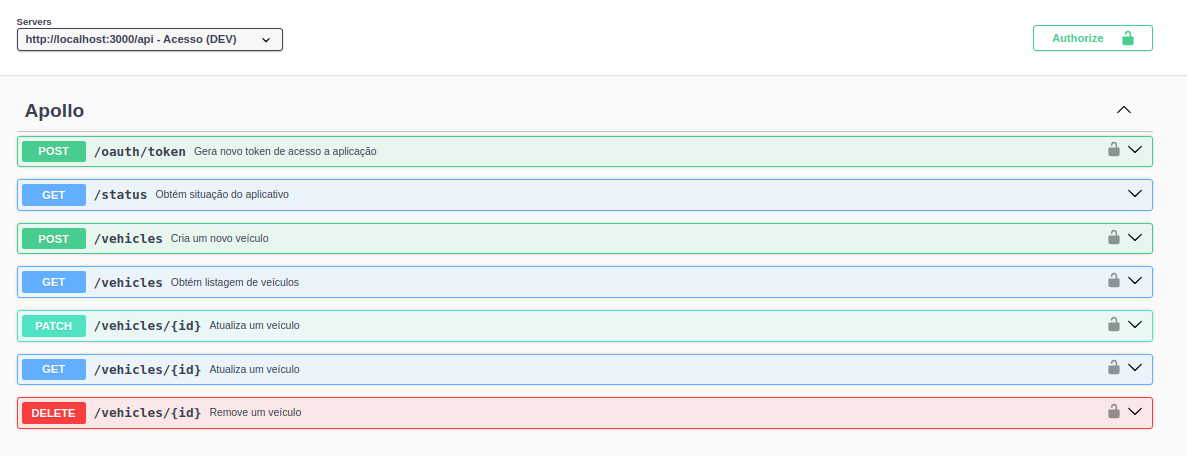 Servers
http://localhost:3000/api - Acesso (DEV)
Authorize
Apollo
POST /oauth/token Gera novo token de acesso a aplicação
GET /status Obtém situação do aplicativo
POST /vehicles Cria um novo veículo
GET /vehicles Obtém listagem de veículos
PATCH /vehicles/{id} Atualiza um veículo
GET /vehicles/{id} Atualiza um veículo
DELETE /vehicles/{id} Remove um veículo